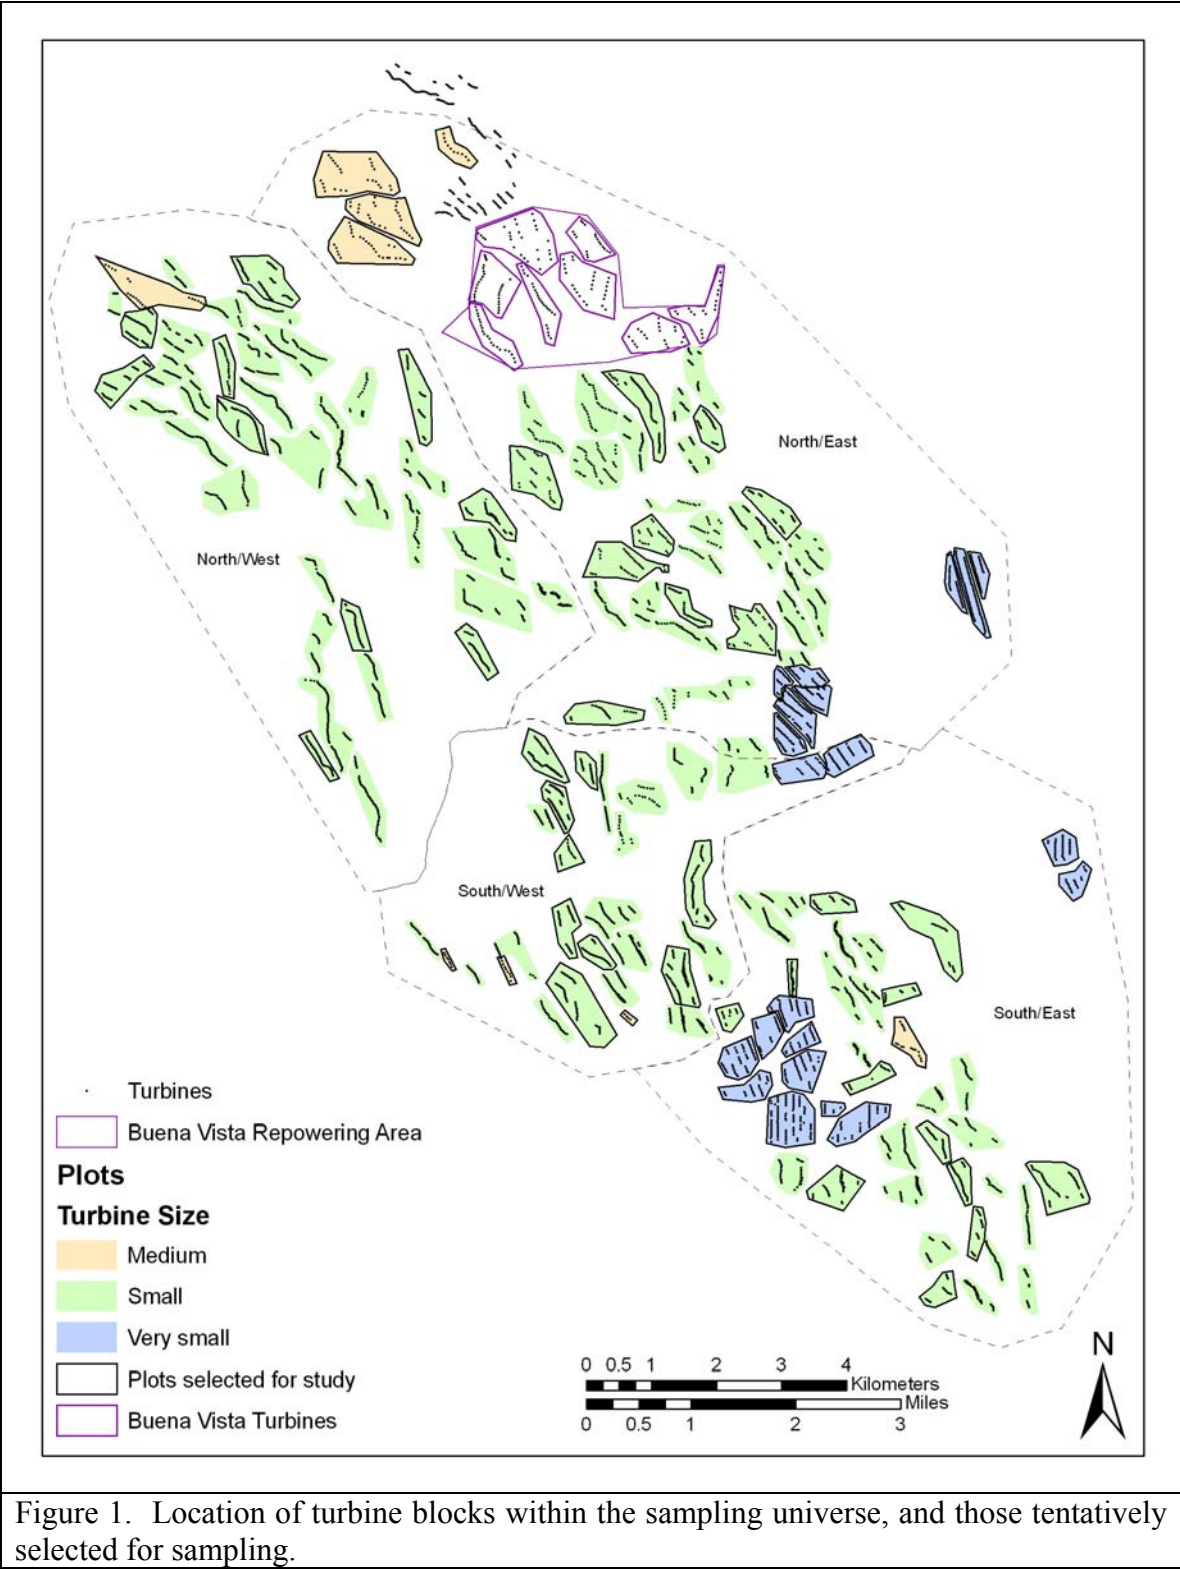 North/East
North/West
South/West
South/East
Turbines
Buena Vista Repowering Area
Plots
Turbine Size
Medium
Small
Very small
Plots selected for study
Buena Vista Turbines
0 0.5 1 2 3 4
Kilometers
Miles
0 0.5 1 2 3
N
Figure 1. Location of turbine blocks within the sampling universe, and those tentatively
selected for sampling.